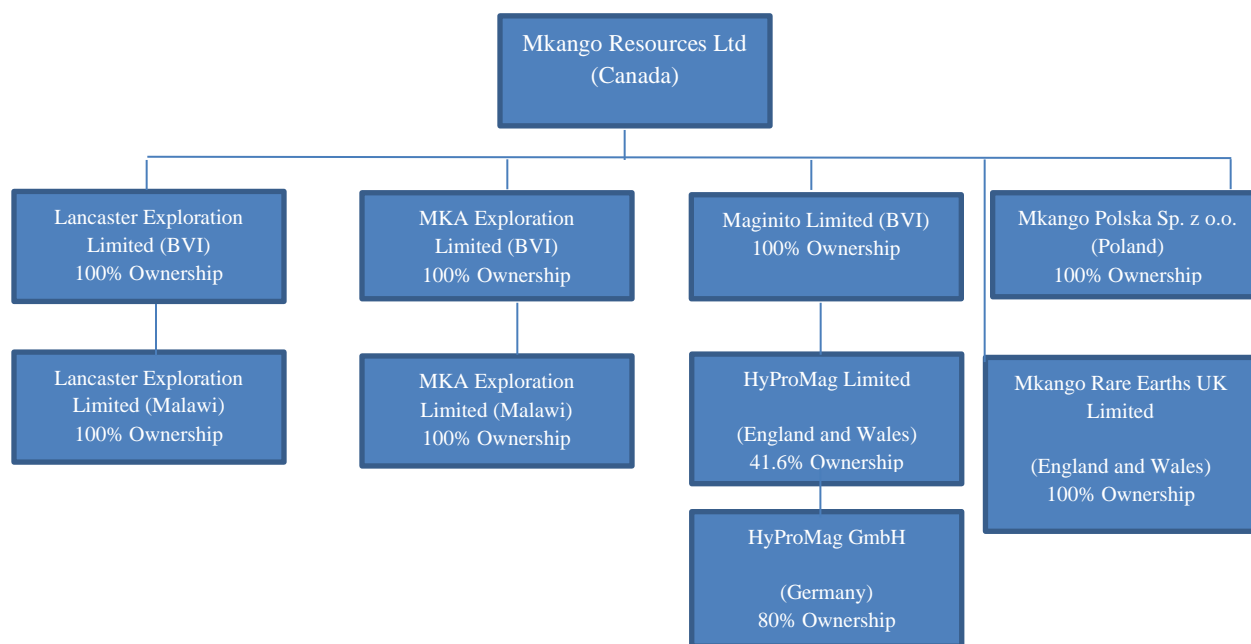 Mkango Resources Ltd
(Canada)
Lancaster Exploration
Limited (BVI)
100% Ownership
MKA Exploration
Limited (BVI)
100% Ownership
Maginito Limited (BVI)
100% Ownership
Mkango Polska Sp. z o.o.
(Poland)
100% Ownership
Lancaster Exploration
Limited (Malawi)
100% Ownership
MKA Exploration
Limited (Malawi)
100% Ownership
HyProMag Limited
(England and Wales)
41.6% Ownership
Mkango Rare Earths UK
Limited
(England and Wales)
100% Ownership
HyProMag GmbH
(Germany)
80% Ownership